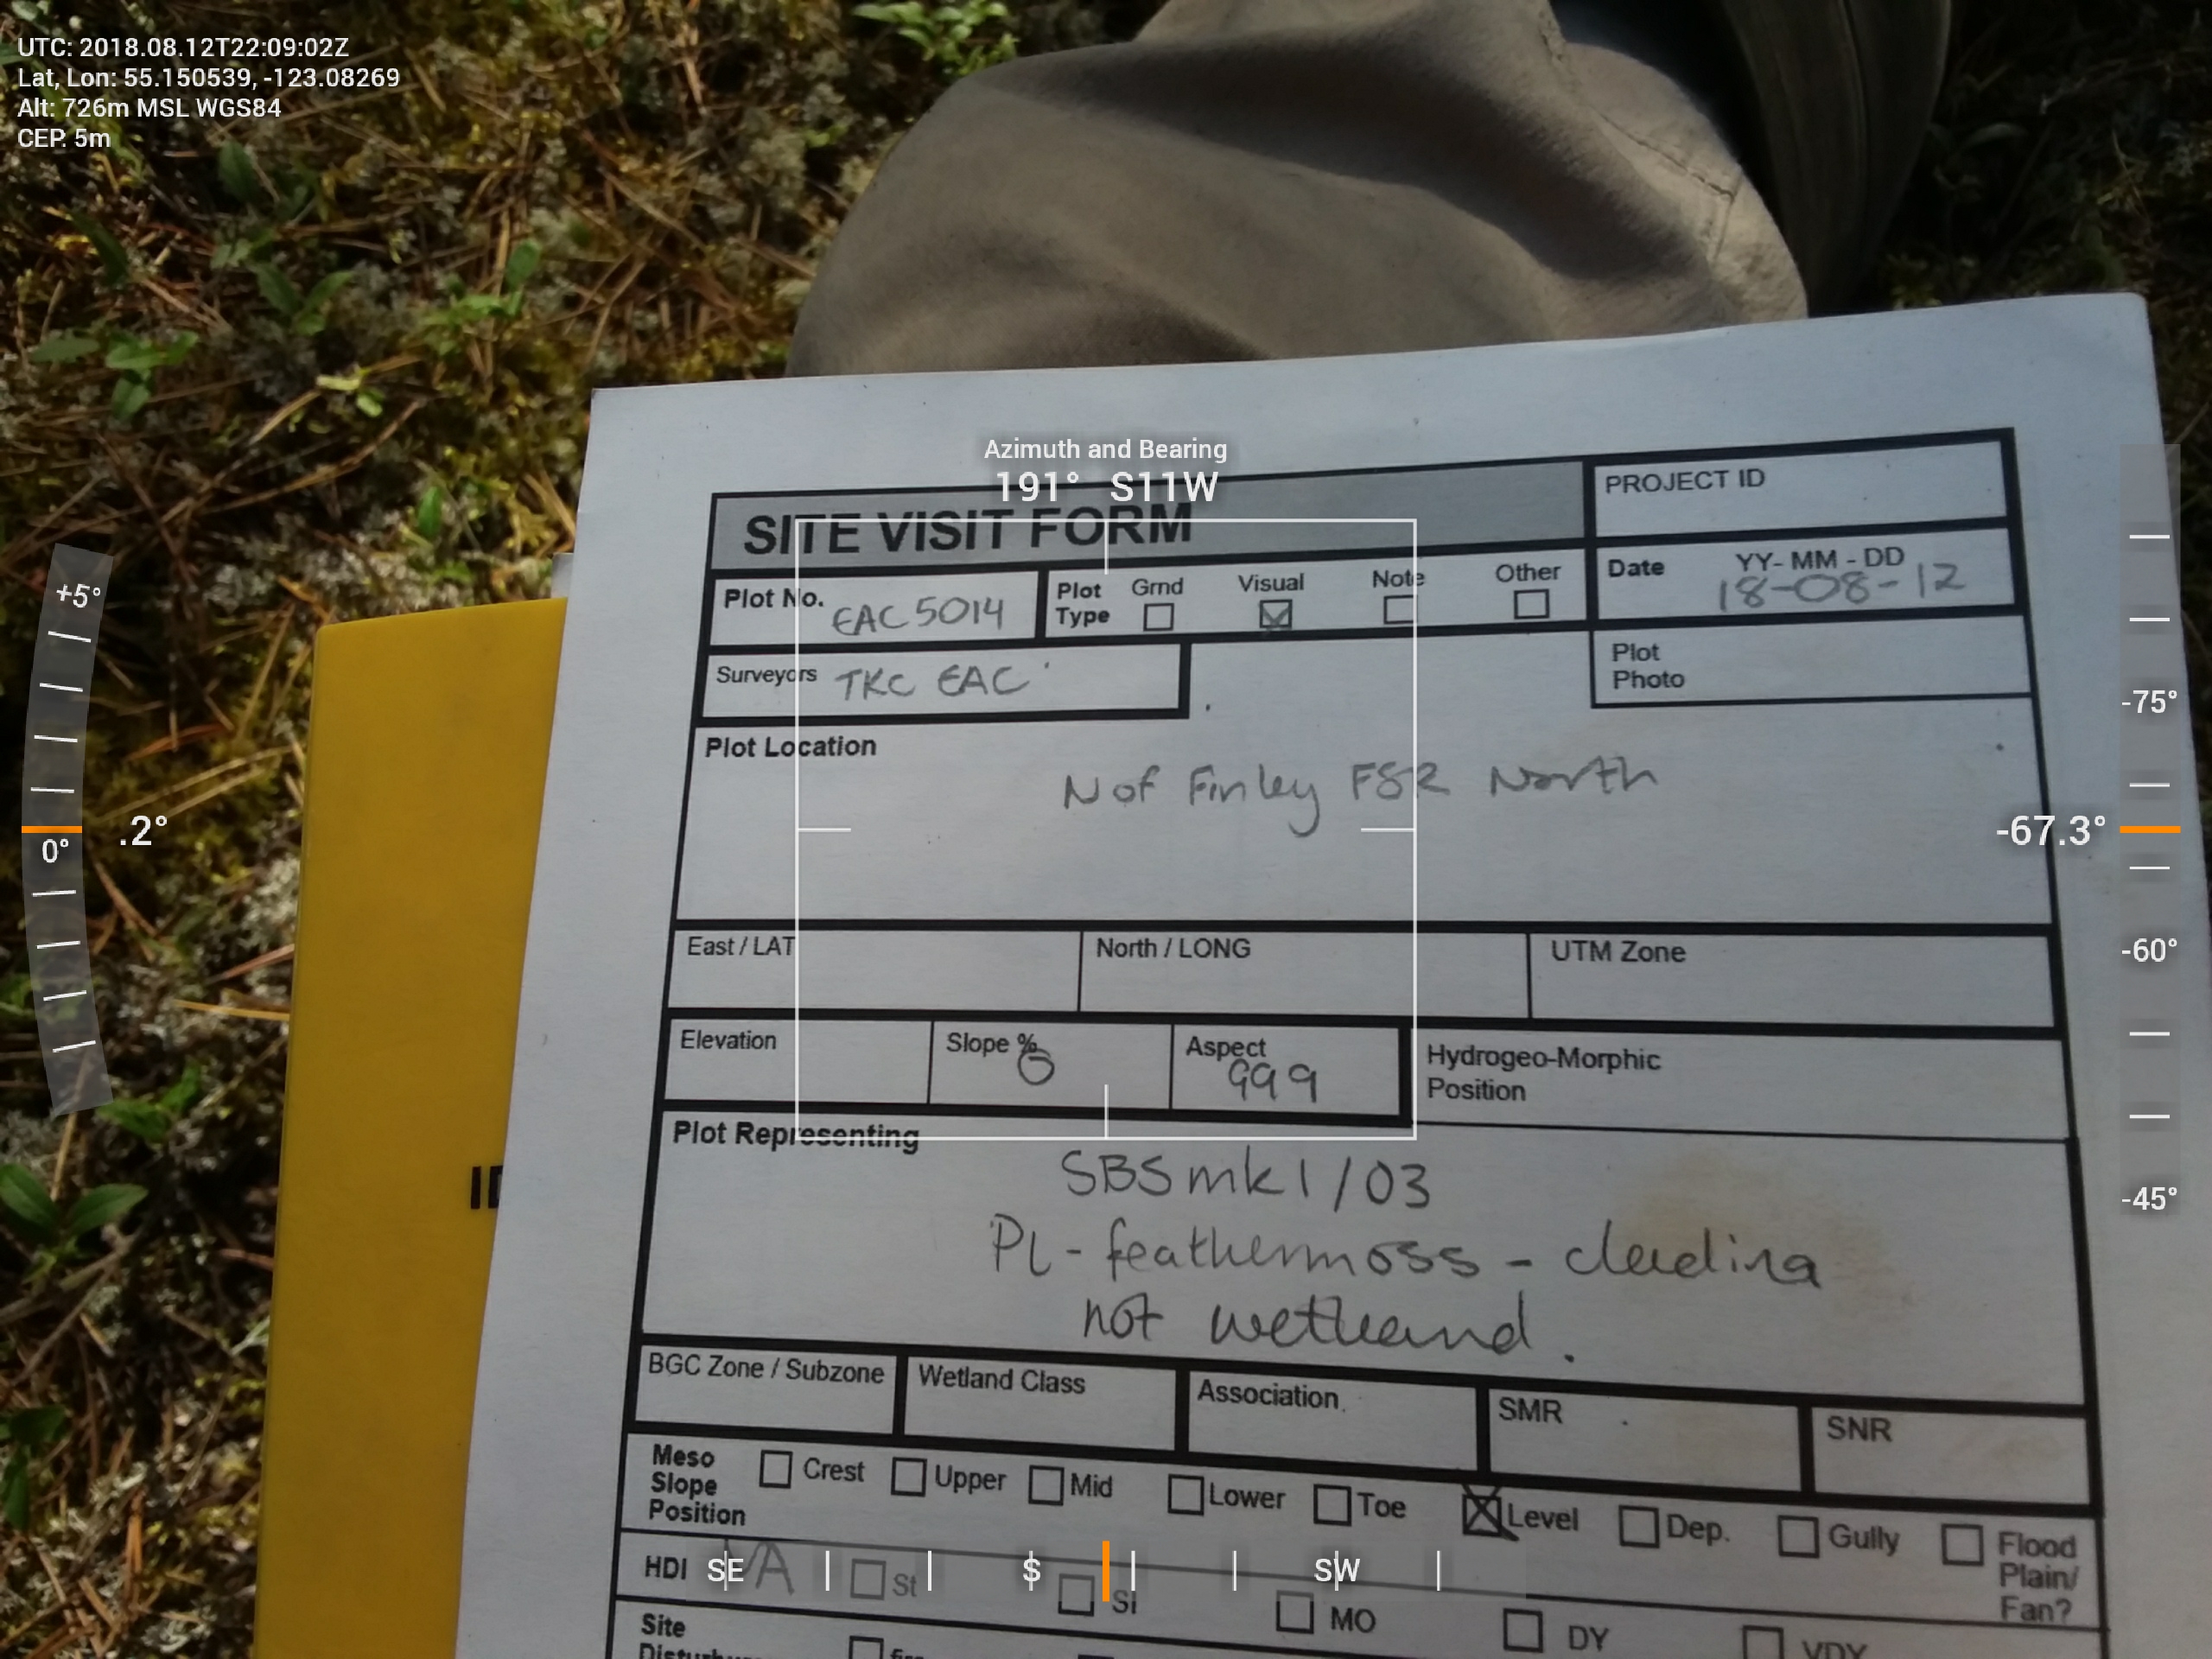 UTC: 2018.08.12T22:09:02Z
Lat, Lon: 55.150539, -123.08269
Alt: 726m MSL WGS84
CEP: 5m
Azimuth and Bearing
191° S11W
+5°
0°
.2°
-75°
-67.3°
-60°
-45°
SITE VISIT FORM
PROJECT ID
Plot No. EAC 5014
Plot Type Grnd Visual Note Other
Date YY-MM-DD
18-08-12
Surveyors TKC EAC
Plot Photo
Plot Location
N of Finley FSR North
East / LAT North / LONG UTM Zone
Elevation Slope % 0 Aspect 999 Hydrogeo-Morphic Position
Plot Representing
SBSmk1/03
PL - feathermoss - cladina
not wetland.
BGC Zone / Subzone Wetland Class Association SMR SNR
Meso Slope Position Crest Upper Mid Lower Toe Level Dep. Gully Flood Plain/ Fan?
HDI St SI MO DY VDY
SE S SW
Site